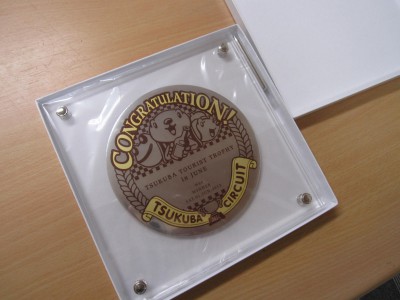 CONGRATULATION!
TSUKUBA TOURIST TROPHY
IN JUNE
TSUKUBA CIRCUIT